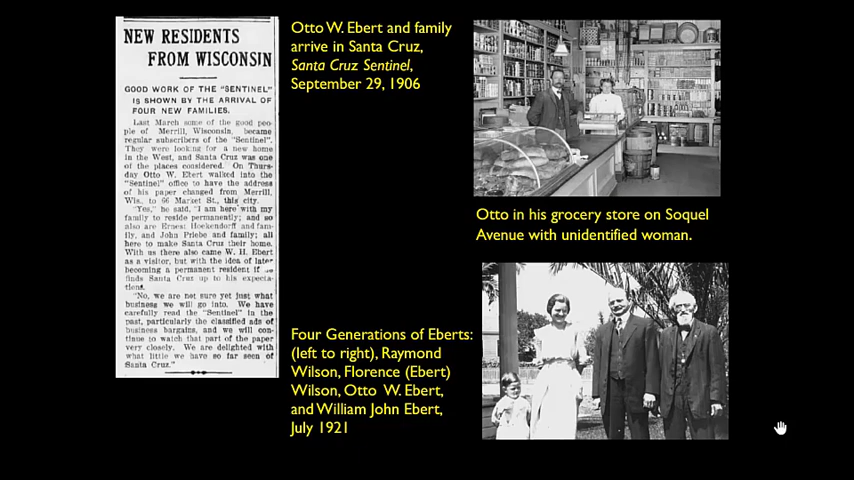 NEW RESIDENTS
FROM WISCONSIN
GOOD WORK OF THE "SENTINEL"
IS SHOWN BY THE ARRIVAL OF
FOUR NEW FAMILIES.
Last March some of the good peo-
ple of Merrill, Wisconsin, became
regular subscribers of the "Sentinel".
They were looking for a new home
in the West, and Santa Cruz was one
of the places considered. On Thurs-
day Otto W. Ebert walked into the
"Sentinel" office to have the address
of his paper changed from Merrill,
Wis., to 66 Market St., this city.
"Yes," he said, "I am here with my
family to reside permanently; and so
also are Ernest Hockendorff and fam-
ily, and John Priebe and family; all
here to make Santa Cruz their home.
With us there also came W. H. Ebert
as a visitor, but with the idea of later
becoming a permanent resident if he
finds Santa Cruz up to his expecta-
tions.
"No, we are not sure yet just what
business we will go into. We have
carefully read the "Sentinel" in the
past, particularly the classified ads of
business bargains, and we will con-
tinue to watch that part of the paper
very closely. We are delighted with
what little we have so far seen of
Santa Cruz."
Otto W. Ebert and family
arrive in Santa Cruz,
Santa Cruz Sentinel,
September 29, 1906
Otto in his grocery store on Soquel
Avenue with unidentified woman.
Four Generations of Eberts:
(left to right), Raymond
Wilson, Florence (Ebert)
Wilson, Otto W. Ebert,
and William John Ebert,
July 1921